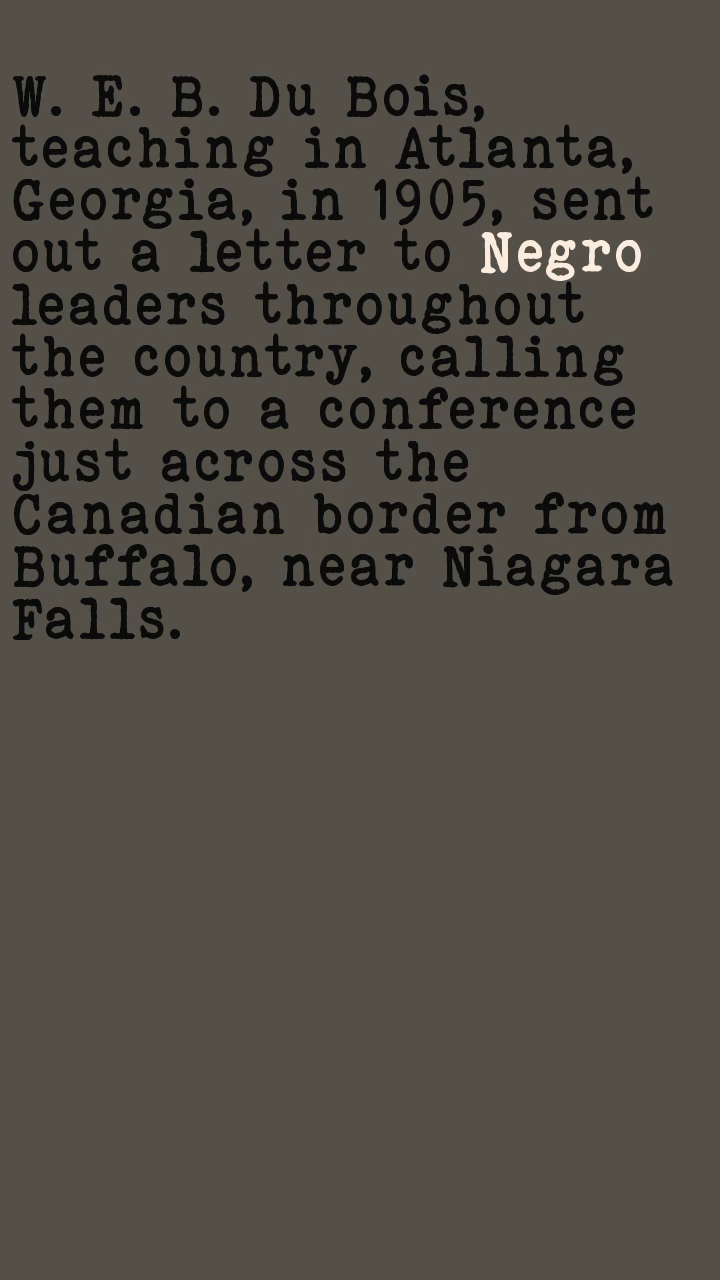 W. E. B. Du Bois,
teaching in Atlanta,
Georgia, in 1905, sent
out a letter to Negro
leaders throughout
the country, calling
them to a conference
just across the
Canadian border from
Buffalo, near Niagara
Falls.